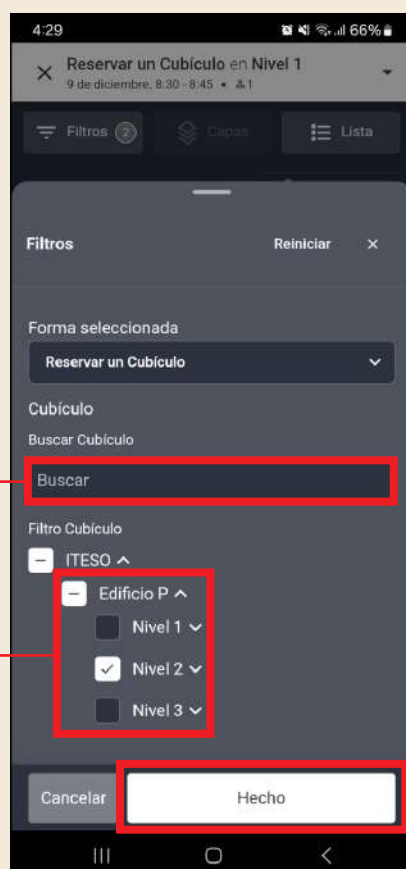 4:29 66%
Reservar un Cubículo en Nivel 1
9 de diciembre, 8:30 - 8:45 • 1
Filtros 2 Capas Lista
Filtros Reiniciar
Forma seleccionada
Reservar un Cubículo
Cubículo
Buscar Cubículo
Buscar
Filtro Cubículo
ITESO
Edificio P
Nivel 1
Nivel 2
Nivel 3
Cancelar Hecho